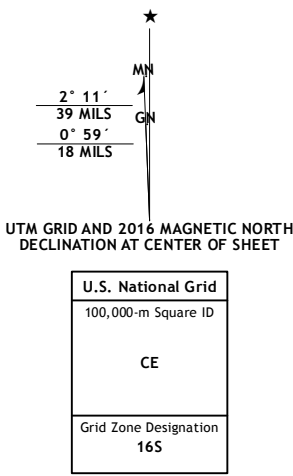 ★
MN
2° 11´
39 MILS
GN
0° 59´
18 MILS
UTM GRID AND 2016 MAGNETIC NORTH
DECLINATION AT CENTER OF SHEET
U.S. National Grid
100,000-m Square ID
CE
Grid Zone Designation
16S